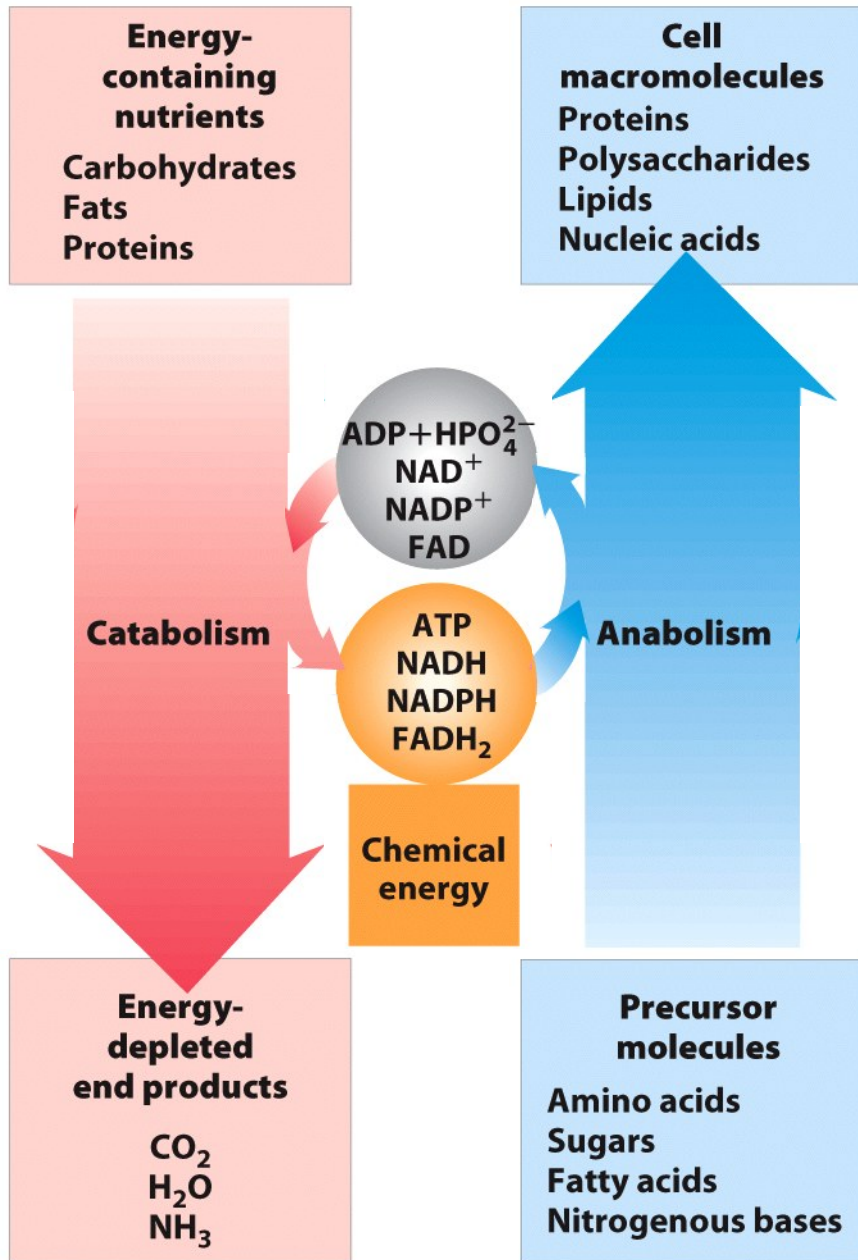 Energy-
containing
nutrients
Carbohydrates
Fats
Proteins
Cell
macromolecules
Proteins
Polysaccharides
Lipids
Nucleic acids
ADP+HPO₄²⁻
NAD⁺
NADP⁺
FAD
Catabolism
ATP
NADH
NADPH
FADH₂
Anabolism
Chemical
energy
Energy-
depleted
end products
CO₂
H₂O
NH₃
Precursor
molecules
Amino acids
Sugars
Fatty acids
Nitrogenous bases